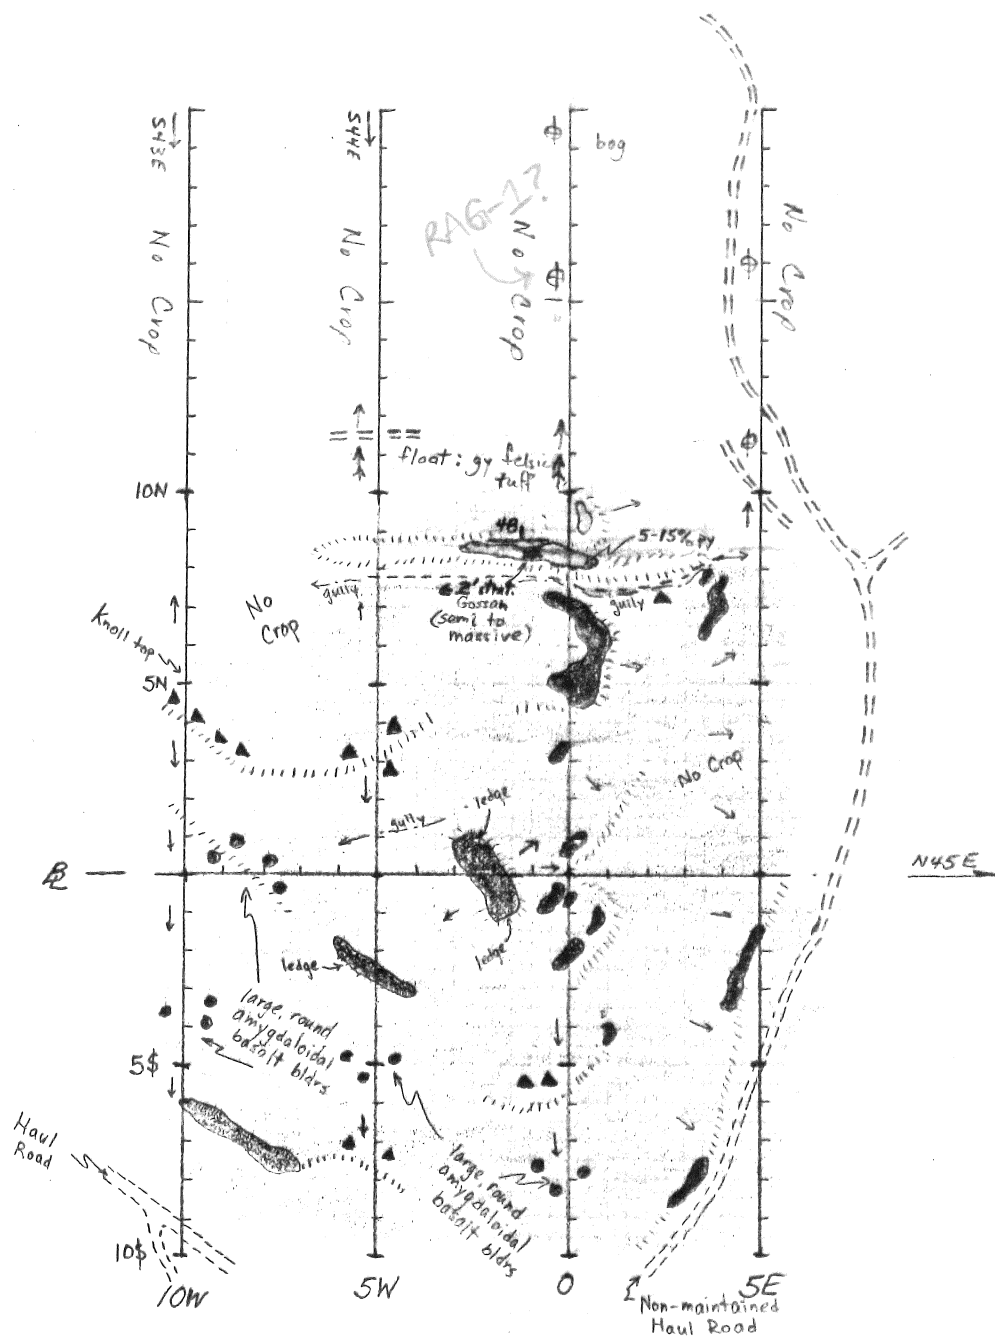 S43E
S44E
bog
RAG-1?
No Crop
No Crop
No Crop
No Crop
float: gy felsic
tuff
10N
4B,
5-15% py
gully
2' strat.
Gossan
(semi to
massive)
gully
No
Crop
Knoll top
5N
No Crop
ledge
gully
BL
N45E
ledge
ledge
large, round
amygdaloidal
basalt bldrs
5S
Haul
Road
large, round
amygdaloidal
basalt bldrs
10S
10W
5W
0
5E
Non-maintained
Haul Road